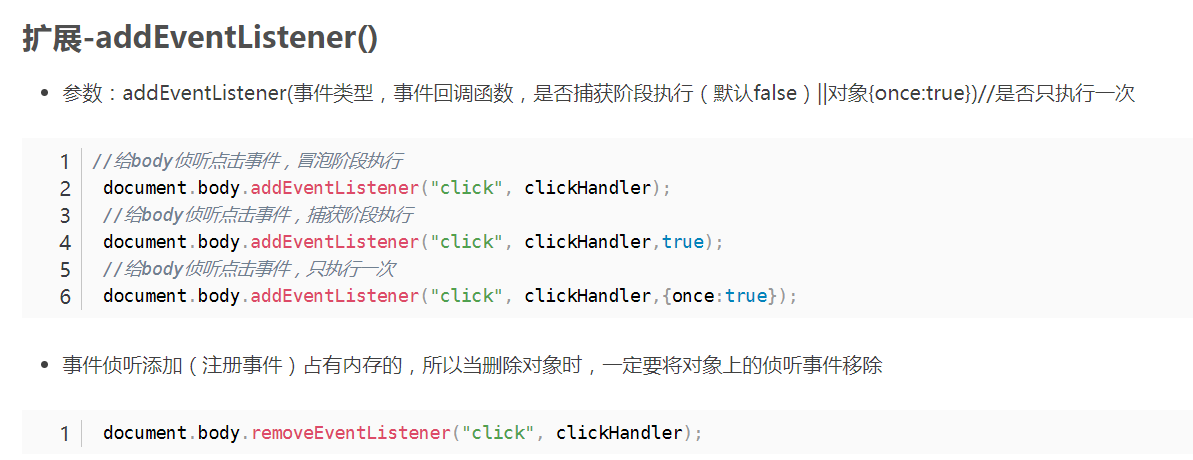 扩展-addEventListener()
• 参数：addEventListener(事件类型，事件回调函数，是否捕获阶段执行（默认false）||对象{once:true})//是否只执行一次
1 //给body侦听点击事件，冒泡阶段执行
2 document.body.addEventListener("click", clickHandler);
3 //给body侦听点击事件，捕获阶段执行
4 document.body.addEventListener("click", clickHandler,true);
5 //给body侦听点击事件，只执行一次
6 document.body.addEventListener("click", clickHandler,{once:true});
• 事件侦听添加（注册事件）占有内存的，所以当删除对象时，一定要将对象上的侦听事件移除
1 document.body.removeEventListener("click", clickHandler);